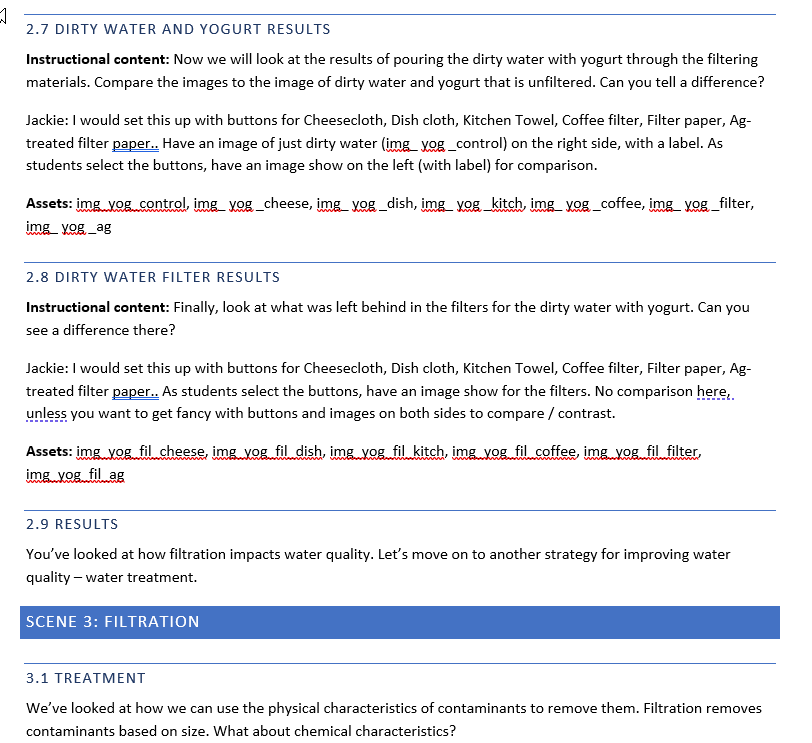 2.7 DIRTY WATER AND YOGURT RESULTS
Instructional content: Now we will look at the results of pouring the dirty water with yogurt through the filtering
materials. Compare the images to the image of dirty water and yogurt that is unfiltered. Can you tell a difference?
Jackie: I would set this up with buttons for Cheesecloth, Dish cloth, Kitchen Towel, Coffee filter, Filter paper, Ag-
treated filter paper.. Have an image of just dirty water (img_ yog _control) on the right side, with a label. As
students select the buttons, have an image show on the left (with label) for comparison.
Assets: img_yog_control, img_ yog _cheese, img_ yog _dish, img_ yog _kitch, img_ yog _coffee, img_ yog _filter,
img_ yog _ag
2.8 DIRTY WATER FILTER RESULTS
Instructional content: Finally, look at what was left behind in the filters for the dirty water with yogurt. Can you
see a difference there?
Jackie: I would set this up with buttons for Cheesecloth, Dish cloth, Kitchen Towel, Coffee filter, Filter paper, Ag-
treated filter paper.. As students select the buttons, have an image show for the filters. No comparison here,
unless you want to get fancy with buttons and images on both sides to compare / contrast.
Assets: img_yog_fil_cheese, img_yog_fil_dish, img_yog_fil_kitch, img_yog_fil_coffee, img_yog_fil_filter,
img_yog_fil_ag
2.9 RESULTS
You’ve looked at how filtration impacts water quality. Let’s move on to another strategy for improving water
quality – water treatment.
SCENE 3: FILTRATION
3.1 TREATMENT
We’ve looked at how we can use the physical characteristics of contaminants to remove them. Filtration removes
contaminants based on size. What about chemical characteristics?